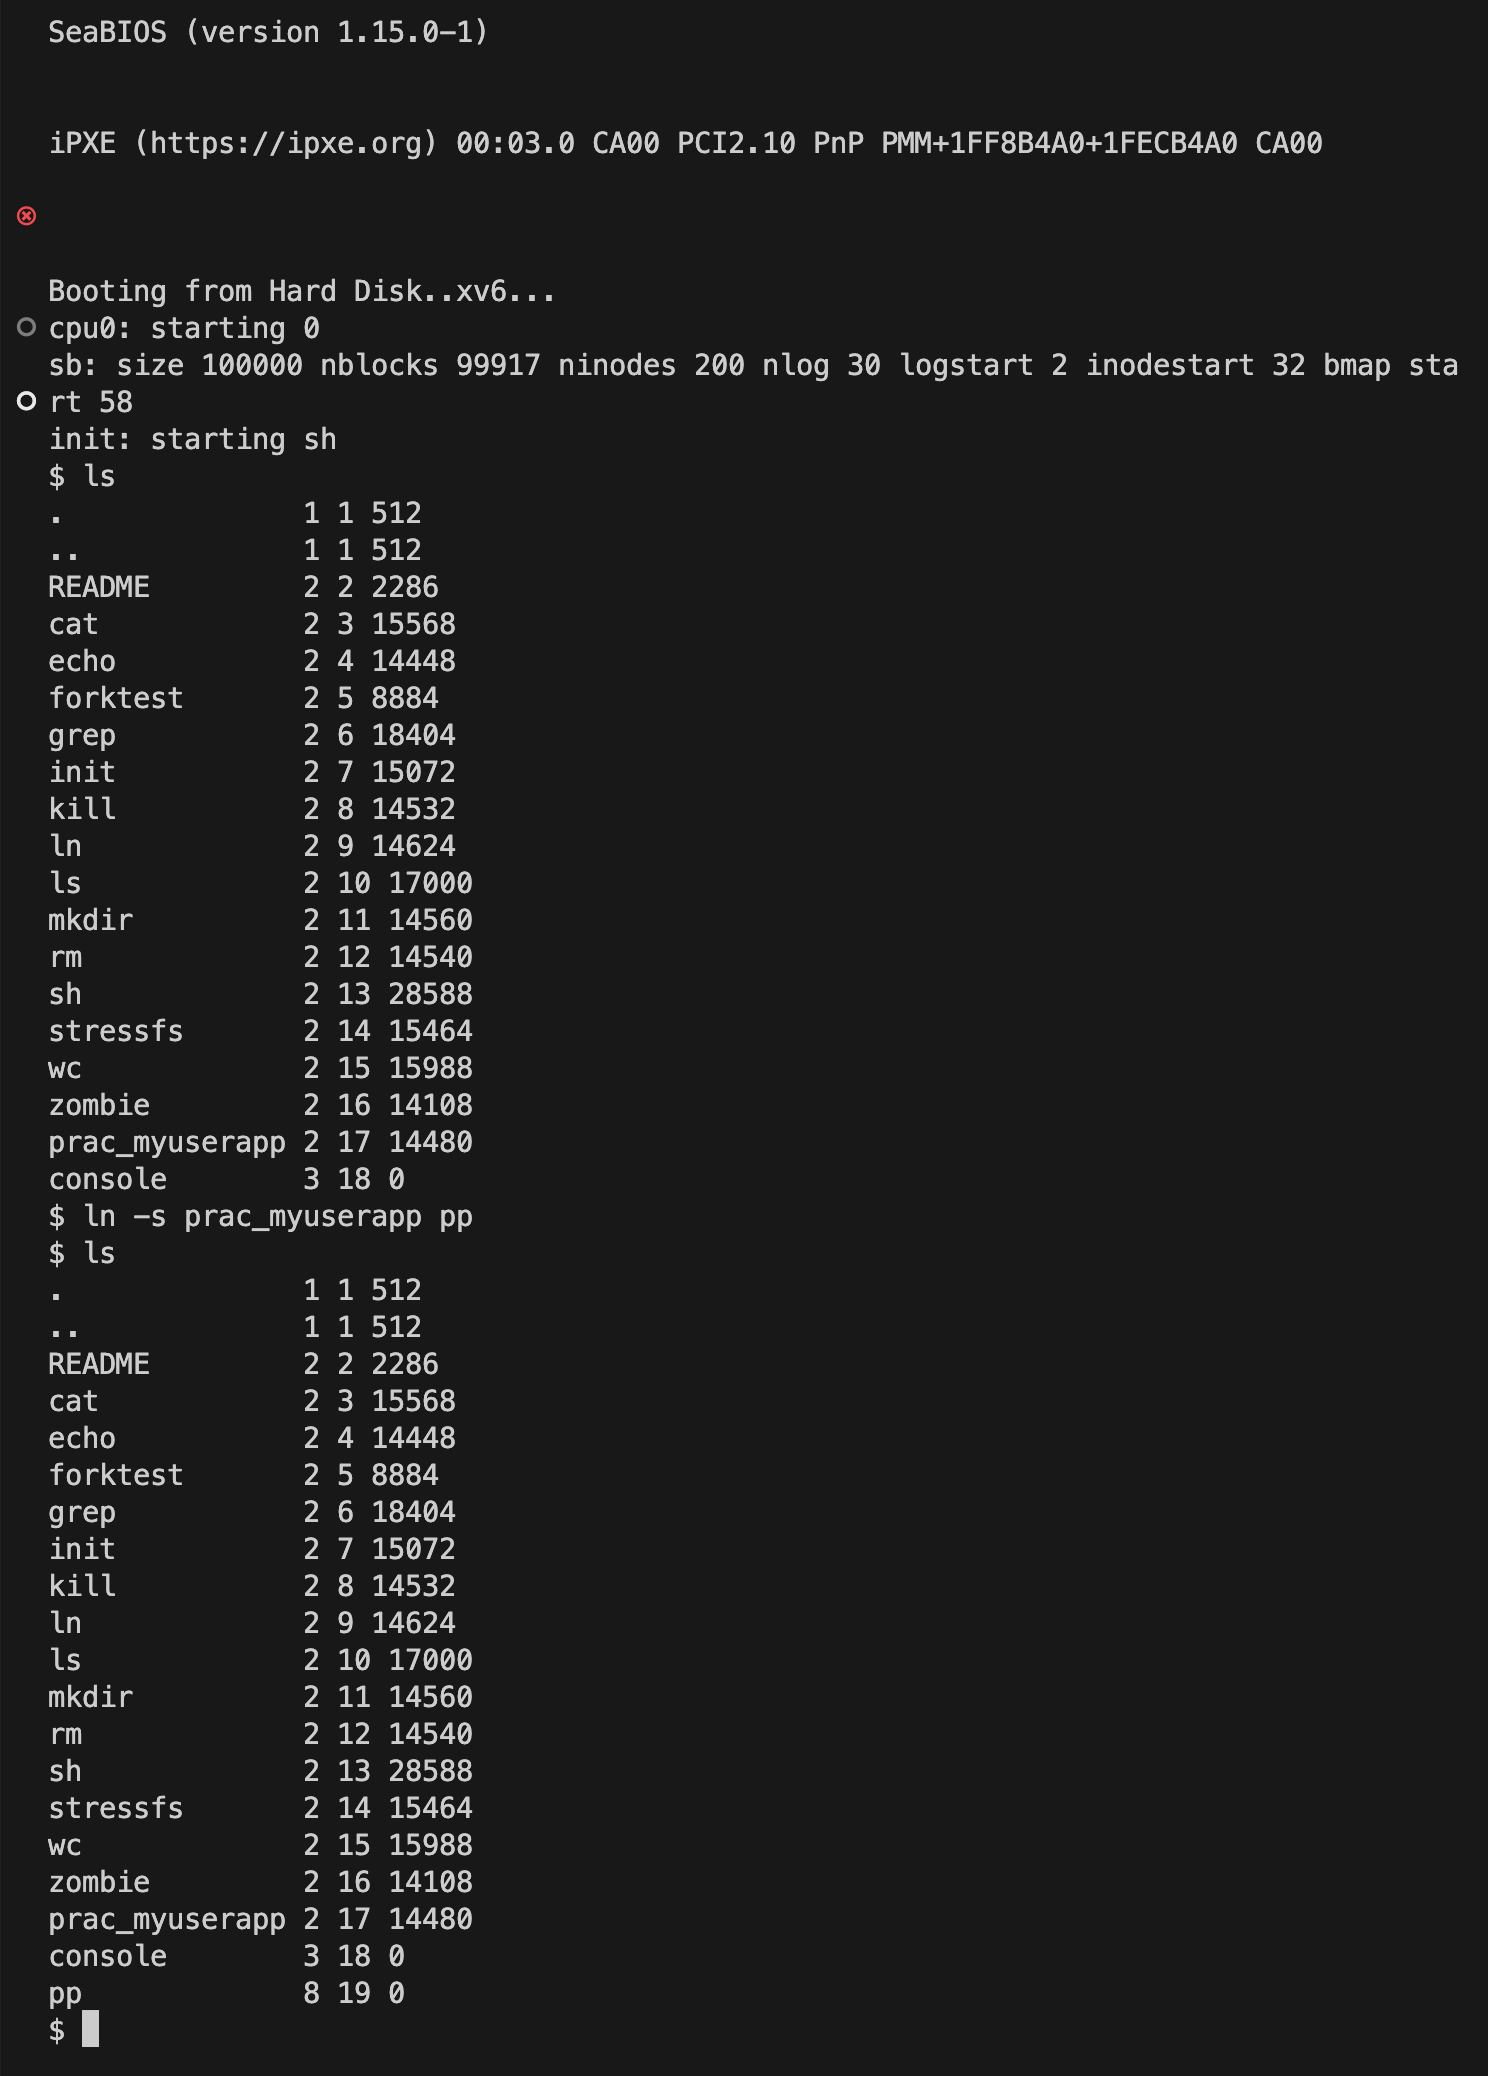 SeaBIOS (version 1.15.0-1)
iPXE (https://ipxe.org) 00:03.0 CA00 PCI2.10 PnP PMM+1FF8B4A0+1FECB4A0 CA00
Booting from Hard Disk..xv6...
cpu0: starting 0
sb: size 100000 nblocks 99917 ninodes 200 nlog 30 logstart 2 inodestart 32 bmap sta
rt 58
init: starting sh
$ ls
.              1 1 512
..             1 1 512
README         2 2 2286
cat            2 3 15568
echo           2 4 14448
forktest       2 5 8884
grep           2 6 18404
init           2 7 15072
kill           2 8 14532
ln             2 9 14624
ls             2 10 17000
mkdir          2 11 14560
rm             2 12 14540
sh             2 13 28588
stressfs       2 14 15464
wc             2 15 15988
zombie         2 16 14108
prac_myuserapp 2 17 14480
console        3 18 0
$ ln -s prac_myuserapp pp
$ ls
.              1 1 512
..             1 1 512
README         2 2 2286
cat            2 3 15568
echo           2 4 14448
forktest       2 5 8884
grep           2 6 18404
init           2 7 15072
kill           2 8 14532
ln             2 9 14624
ls             2 10 17000
mkdir          2 11 14560
rm             2 12 14540
sh             2 13 28588
stressfs       2 14 15464
wc             2 15 15988
zombie         2 16 14108
prac_myuserapp 2 17 14480
console        3 18 0
pp             8 19 0
$